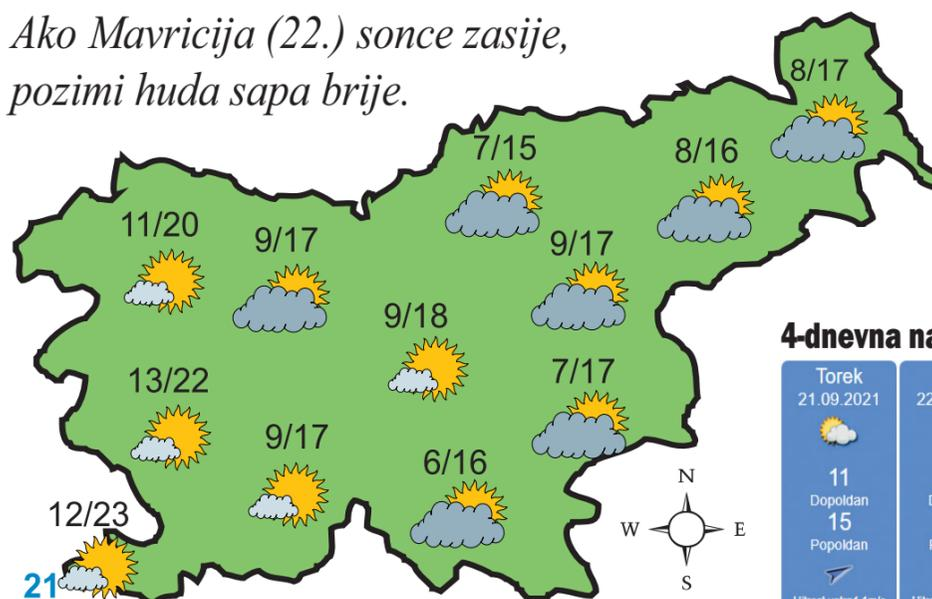 Ako Mavricija (22.) sonce zasije,
pozimi huda sapa brije.
8/17
7/15
8/16
11/20
9/17
9/17
9/18
13/22
7/17
9/17
6/16
12/23
21
N
W
E
S
4-dnevna
Torek
21.09.2021
11
Dopoldan
15
Popoldan